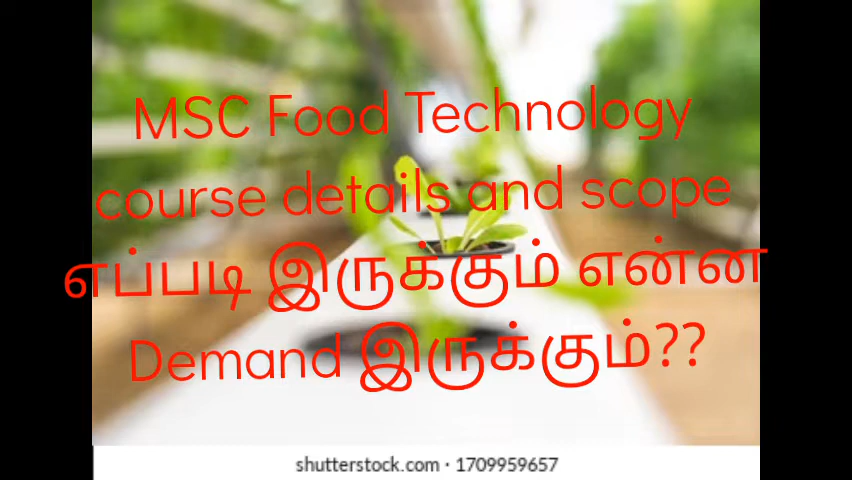 MSC Food Technology
course details and scope
எப்படி இருக்கும் என்ன
Demand இருக்கும்??
shutterstock.com · 1709959657